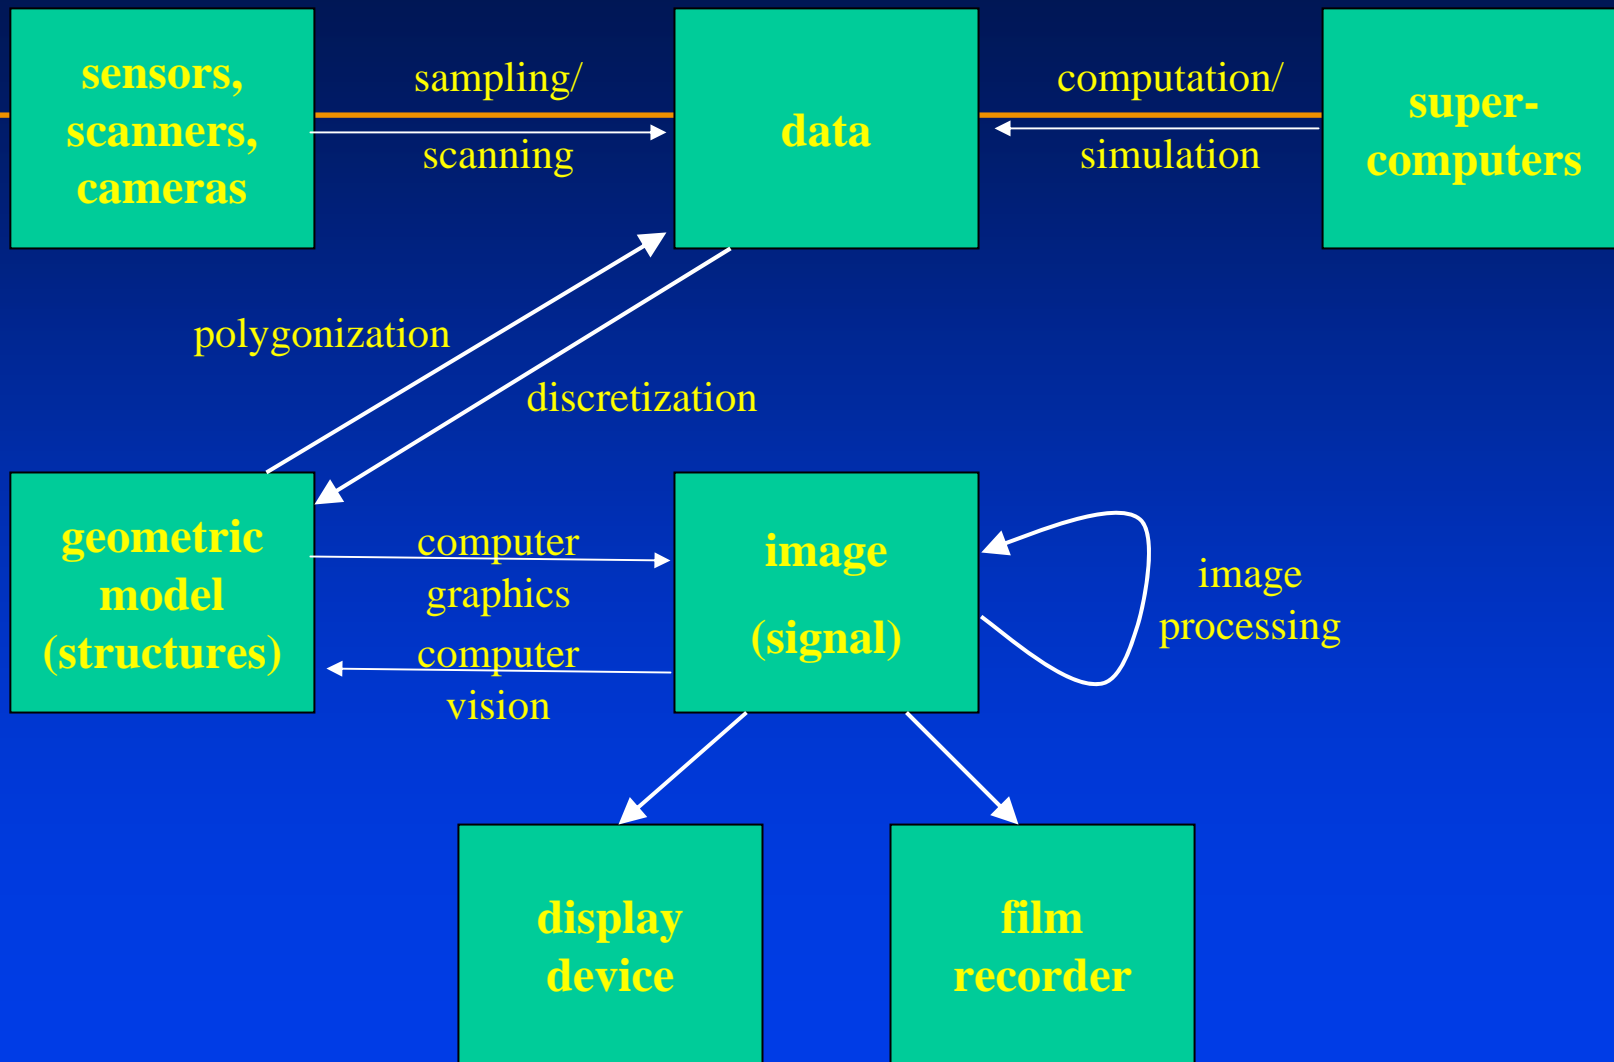 sensors,
scanners,
cameras
sampling/
scanning
data
computation/
simulation
super-
computers
polygonization
discretization
geometric
model
(structures)
computer
graphics
computer
vision
image
(signal)
image
processing
display
device
film
recorder